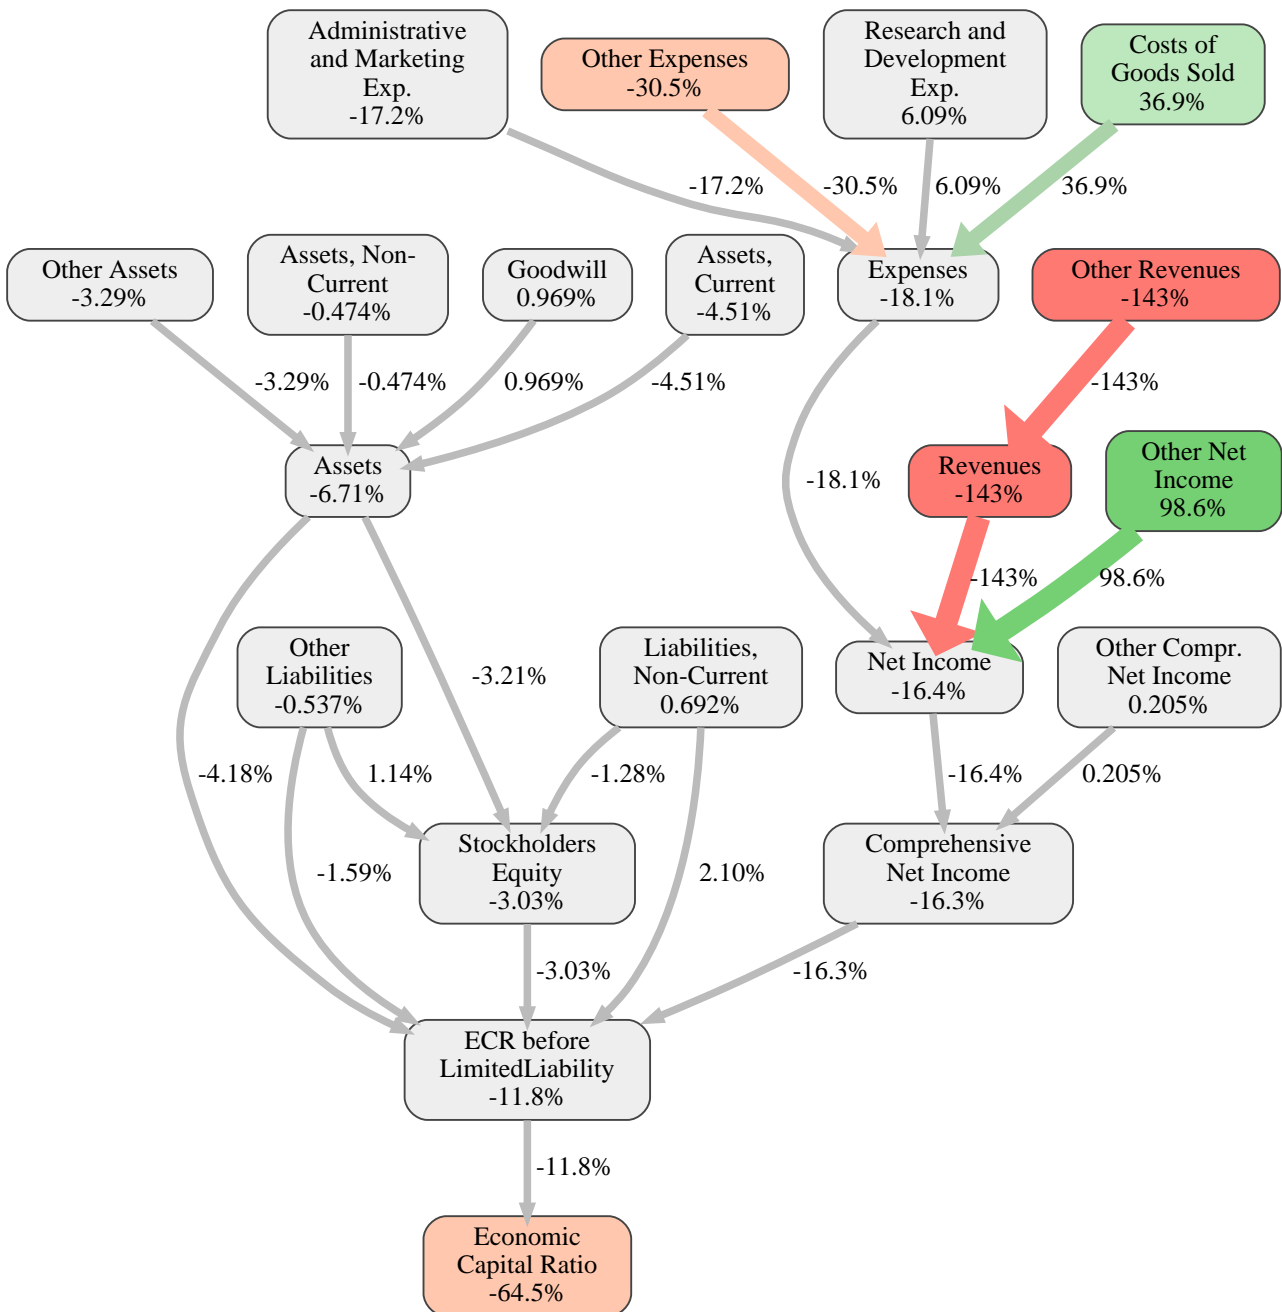 Administrative
and Marketing
Exp.
-17.2%
Other Expenses
-30.5%
Research and
Development
Exp.
6.09%
Costs of
Goods Sold
36.9%
-17.2%
-30.5%
6.09%
36.9%
Other Assets
-3.29%
Assets, Non-
Current
-0.474%
Goodwill
0.969%
Assets,
Current
-4.51%
Expenses
-18.1%
Other Revenues
-143%
-3.29%
-0.474%
0.969%
-4.51%
-143%
Assets
-6.71%
-18.1%
Revenues
-143%
Other Net
Income
98.6%
-143%
98.6%
Other
Liabilities
-0.537%
-3.21%
Liabilities,
Non-Current
0.692%
Net Income
-16.4%
Other Compr.
Net Income
0.205%
-4.18%
1.14%
-1.28%
-16.4%
0.205%
-1.59%
Stockholders
Equity
-3.03%
2.10%
Comprehensive
Net Income
-16.3%
-3.03%
-16.3%
ECR before
LimitedLiability
-11.8%
-11.8%
Economic
Capital Ratio
-64.5%